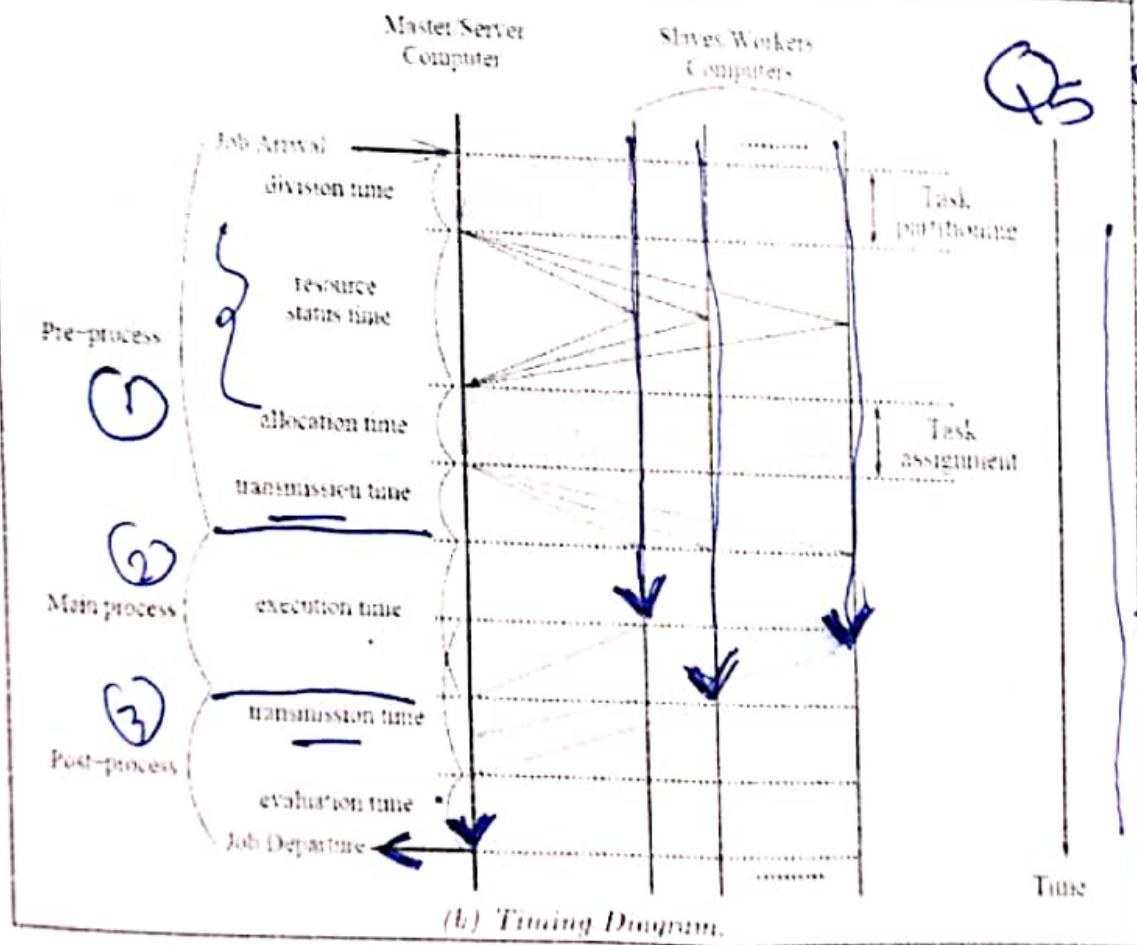 Master/Server
Computer
Slaves/Workers
Computers
Q5
Job Arrival
division time
Task
partitioning
resource
status time
Pre-process
1
allocation time
Task
assignment
transmission time
2
Main process
execution time
3
transmission time
Post-process
evaluation time
Job Departure
Time
(b) Timing Diagram.